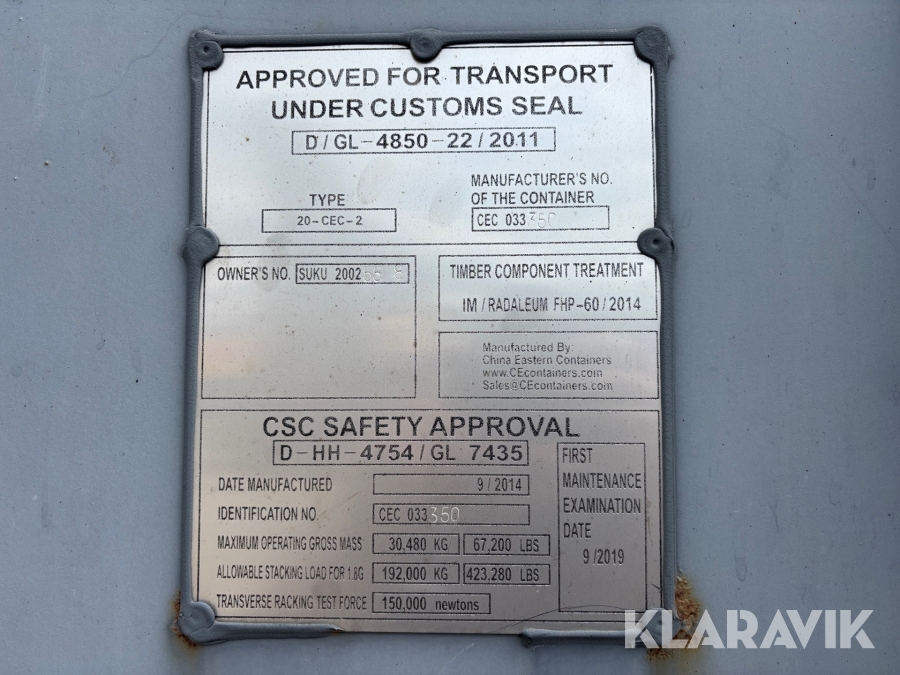 APPROVED FOR TRANSPORT
UNDER CUSTOMS SEAL
D/GL-4850-22/2011
TYPE
20-CEC-2
MANUFACTURER'S NO.
OF THE CONTAINER
CEC 033350
OWNER'S NO. SUKU 2002
TIMBER COMPONENT TREATMENT
IM/RADALEUM FHP-60/2014
Manufactured By:
China Eastern Containers
www.CEcontainers.com
Sales@CEcontainers.com
CSC SAFETY APPROVAL
D-HH-4754/GL 7435
DATE MANUFACTURED 9/2014
IDENTIFICATION NO. CEC 033350
MAXIMUM OPERATING GROSS MASS 30,480 KG 67,200 LBS
ALLOWABLE STACKING LOAD FOR 1.8G 192,000 KG 423,280 LBS
TRANSVERSE RACKING TEST FORCE 150,000 newtons
FIRST
MAINTENANCE
EXAMINATION
DATE
9/2019
KLARAVIK